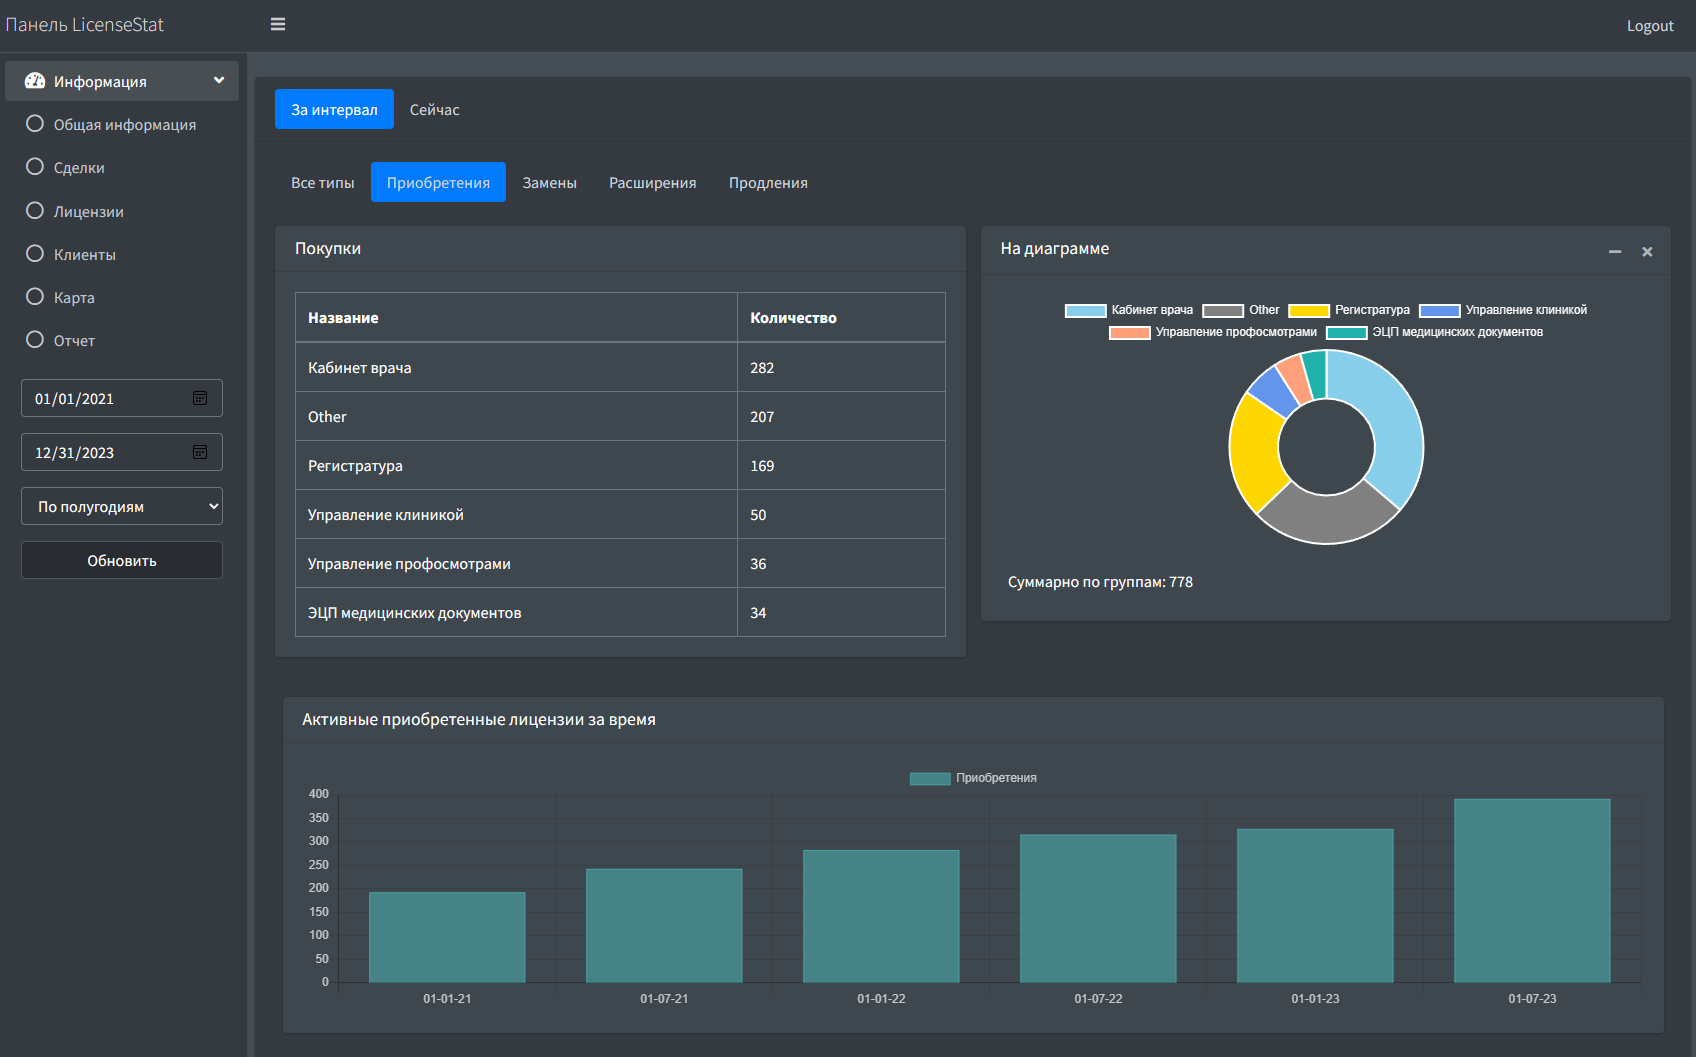 Панель LicenseStat
Logout
Информация
Общая информация
Сделки
Лицензии
Клиенты
Карта
Отчет
01/01/2021
12/31/2023
По полугодиям
Обновить
За интервал Сейчас
Все типы Приобретения Замены Расширения Продления
Покупки
Название Количество
Кабинет врача 282
Other 207
Регистратура 169
Управление клиникой 50
Управление профосмотрами 36
ЭЦП медицинских документов 34
На диаграмме
Кабинет врача Other Регистратура Управление клиникой
Управление профосмотрами ЭЦП медицинских документов
Суммарно по группам: 778
Активные приобретенные лицензии за время
Приобретения
400
350
300
250
200
150
100
50
0
01-01-21 01-07-21 01-01-22 01-07-22 01-01-23 01-07-23